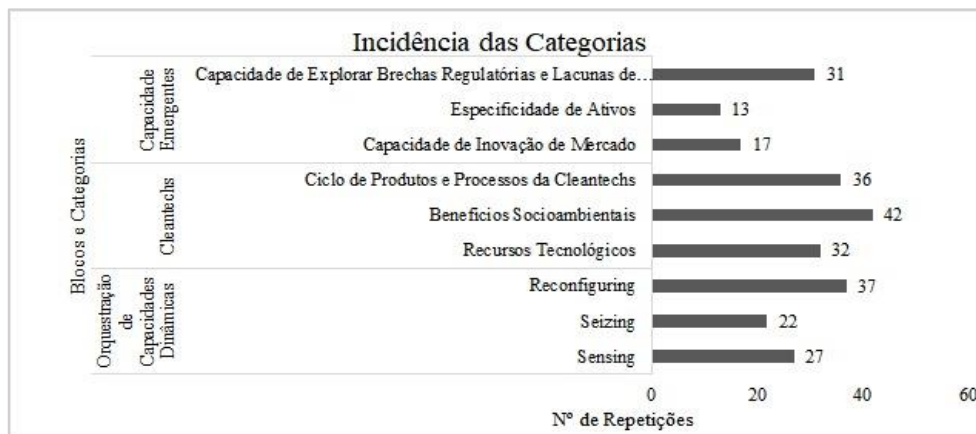 Incidência das Categorias
Blocos e Categorias
Capacidade
Emergentes
Capacidade de Explorar Brechas Regulatórias e Lacunas de… 31
Especificidade de Ativos 13
Capacidade de Inovação de Mercado 17
Cleantechs
Ciclo de Produtos e Processos da Cleantechs 36
Benefícios Socioambientais 42
Recursos Tecnológicos 32
Orquestração
de
Capacidades
Dinâmicas
Reconfiguring 37
Seizing 22
Sensing 27
0 20 40 60
Nº de Repetições